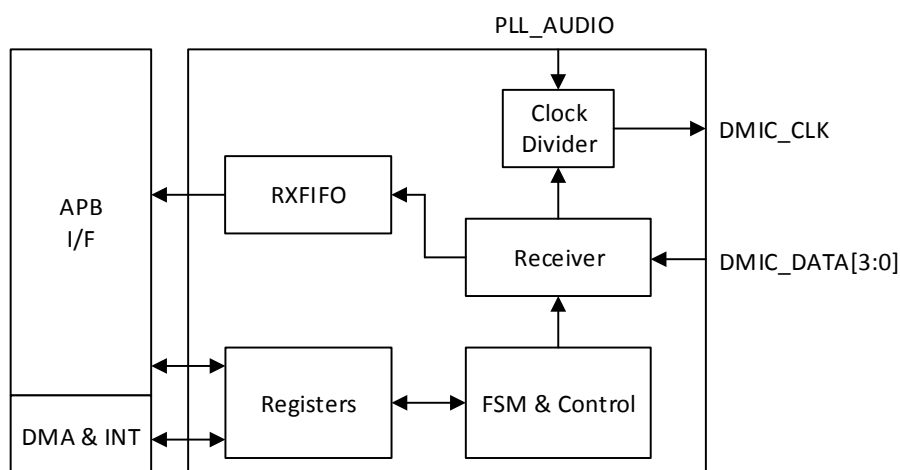 PLL_AUDIO
Clock
Divider
DMIC_CLK
RXFIFO
APB
I/F
Receiver
DMIC_DATA[3:0]
Registers
FSM & Control
DMA & INT